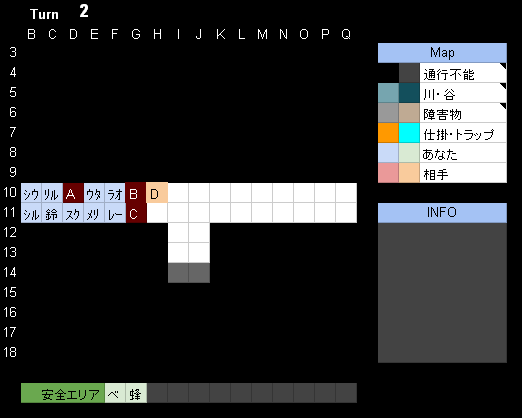 Turn 2
B C D E F G H I J K L M N O P Q
3
4
5
6
7
8
9
10 シウ リル A ウタ ラオ B D
11 シル 鈴 スク メリ レー C
12
13
14
15
16
17
18
安全エリア ベ 蜂
Map
通行不能
川・谷
障害物
仕掛・トラップ
あなた
相手
INFO